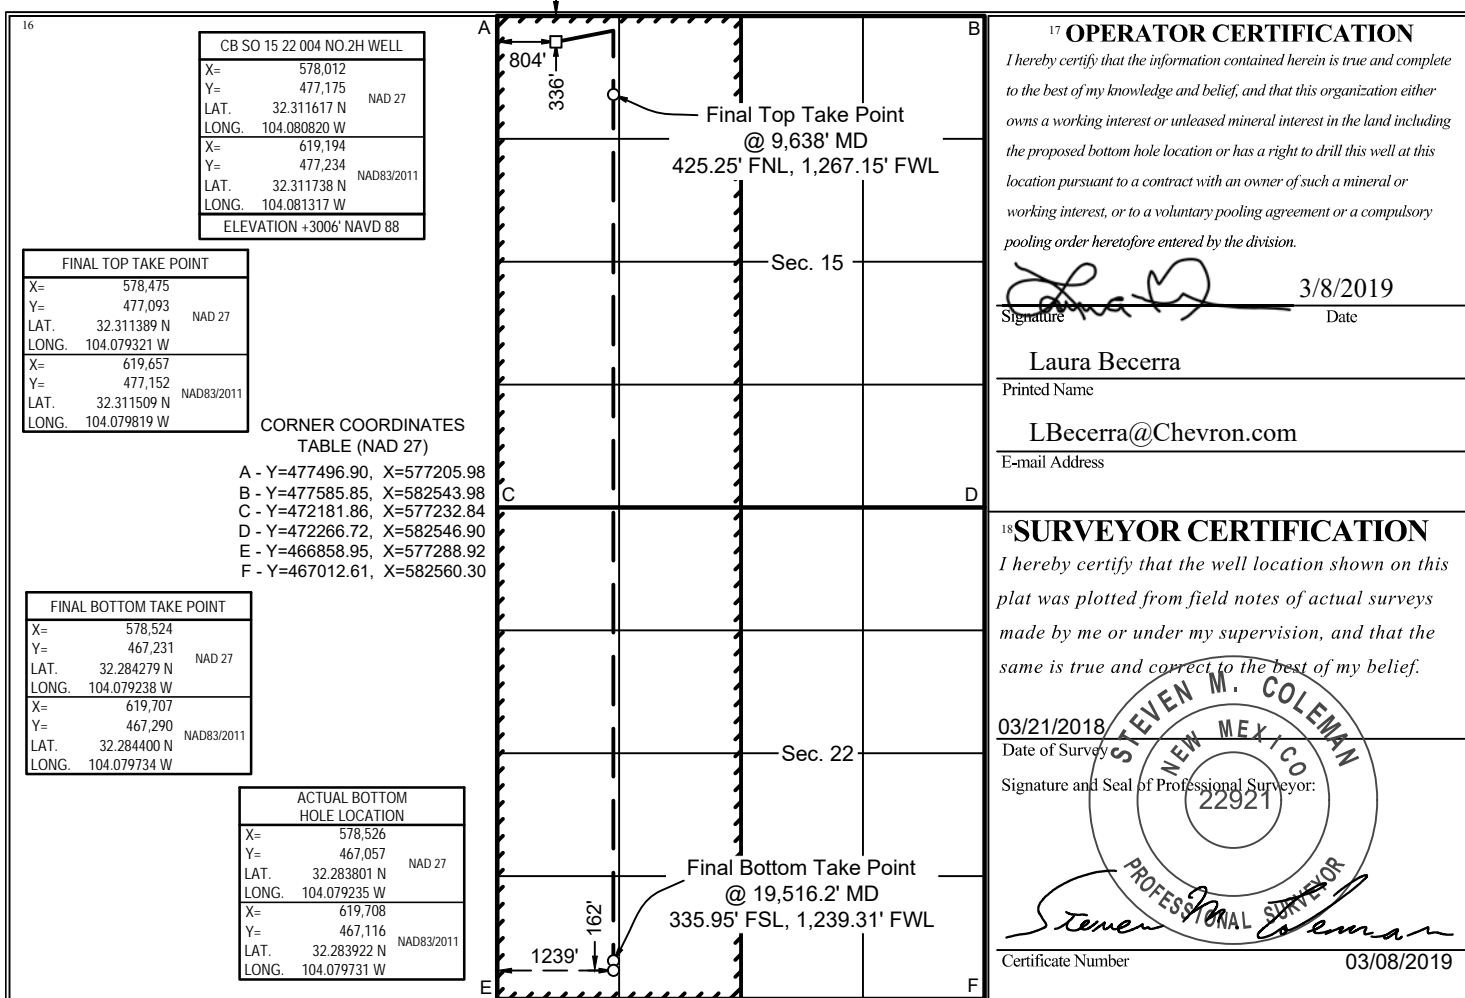 16
CB SO 15 22 004 NO.2H WELL
X= 578,012
Y= 477,175
NAD 27
LAT. 32.311617 N
LONG. 104.080820 W
X= 619,194
Y= 477,234
NAD83/2011
LAT. 32.311738 N
LONG. 104.081317 W
ELEVATION +3006' NAVD 88
FINAL TOP TAKE POINT
X= 578,475
Y= 477,093
NAD 27
LAT. 32.311389 N
LONG. 104.079321 W
X= 619,657
Y= 477,152
NAD83/2011
LAT. 32.311509 N
LONG. 104.079819 W
CORNER COORDINATES
TABLE (NAD 27)
A - Y=477496.90, X=577205.98
B - Y=477585.85, X=582543.98
C - Y=472181.86, X=577232.84
D - Y=472266.72, X=582546.90
E - Y=466858.95, X=577288.92
F - Y=467012.61, X=582560.30
FINAL BOTTOM TAKE POINT
X= 578,524
Y= 467,231
NAD 27
LAT. 32.284279 N
LONG. 104.079238 W
X= 619,707
Y= 467,290
NAD83/2011
LAT. 32.284400 N
LONG. 104.079734 W
ACTUAL BOTTOM
HOLE LOCATION
X= 578,526
Y= 467,057
NAD 27
LAT. 32.283801 N
LONG. 104.079235 W
X= 619,708
Y= 467,116
NAD83/2011
LAT. 32.283922 N
LONG. 104.079731 W
A
B
804'
336'
Final Top Take Point
@ 9,638' MD
425.25' FNL, 1,267.15' FWL
Sec. 15
C
D
Sec. 22
Final Bottom Take Point
@ 19,516.2' MD
335.95' FSL, 1,239.31' FWL
162'
1239'
E
F
17 OPERATOR CERTIFICATION
I hereby certify that the information contained herein is true and complete
to the best of my knowledge and belief, and that this organization either
owns a working interest or unleased mineral interest in the land including
the proposed bottom hole location or has a right to drill this well at this
location pursuant to a contract with an owner of such a mineral or
working interest, or to a voluntary pooling agreement or a compulsory
pooling order heretofore entered by the division.
3/8/2019
Signature Date
Laura Becerra
Printed Name
LBecerra@Chevron.com
E-mail Address
18 SURVEYOR CERTIFICATION
I hereby certify that the well location shown on this
plat was plotted from field notes of actual surveys
made by me or under my supervision, and that the
same is true and correct to the best of my belief.
03/21/2018
Date of Survey
Signature and Seal of Professional Surveyor:
STEVEN M. COLEMAN
NEW MEXICO
22921
PROFESSIONAL SURVEYOR
Steven M. Coleman
Certificate Number
03/08/2019